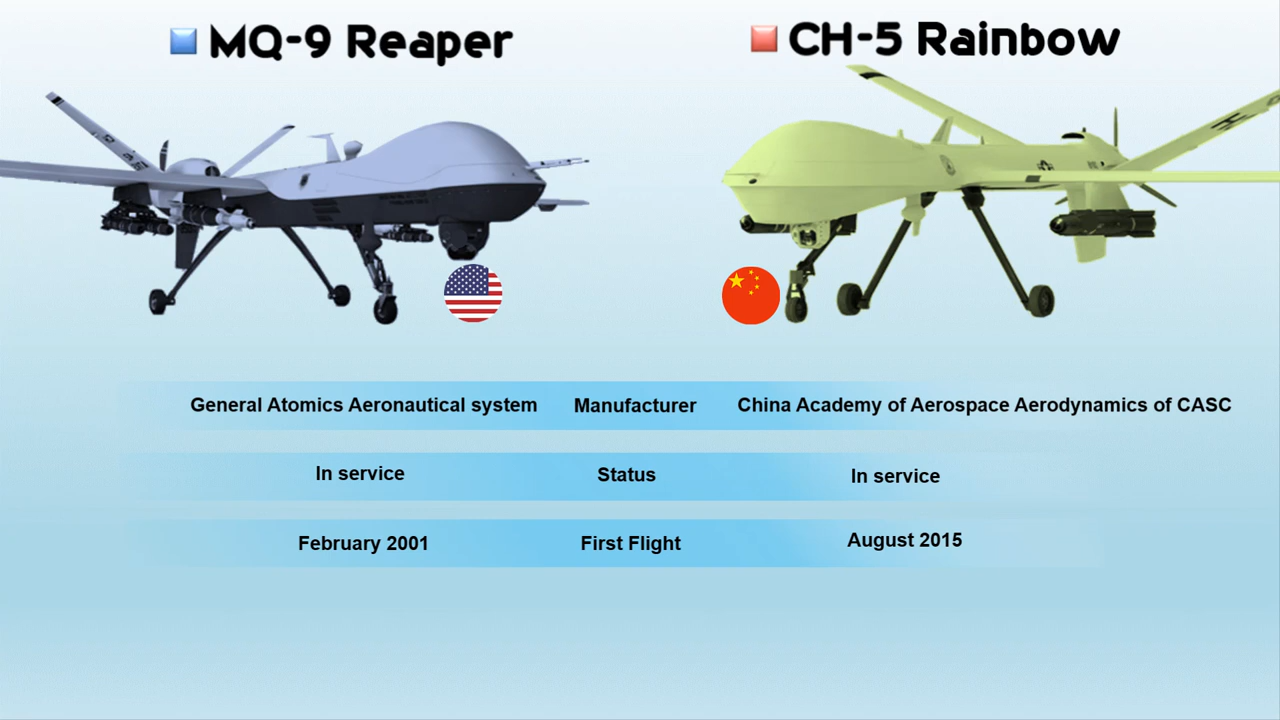 MQ-9 Reaper
CH-5 Rainbow
General Atomics Aeronautical system
Manufacturer
China Academy of Aerospace Aerodynamics of CASC
In service
Status
In service
February 2001
First Flight
August 2015